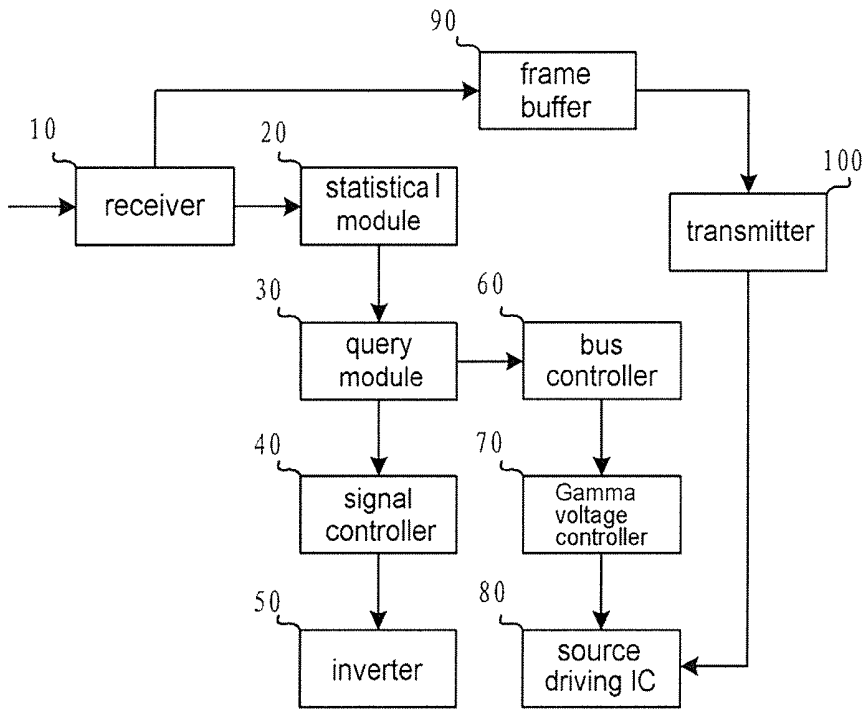 90
frame
buffer
10
receiver
20
statistical
module
100
transmitter
30
query
module
60
bus
controller
40
signal
controller
70
Gamma
voltage
controller
50
inverter
80
source
driving IC